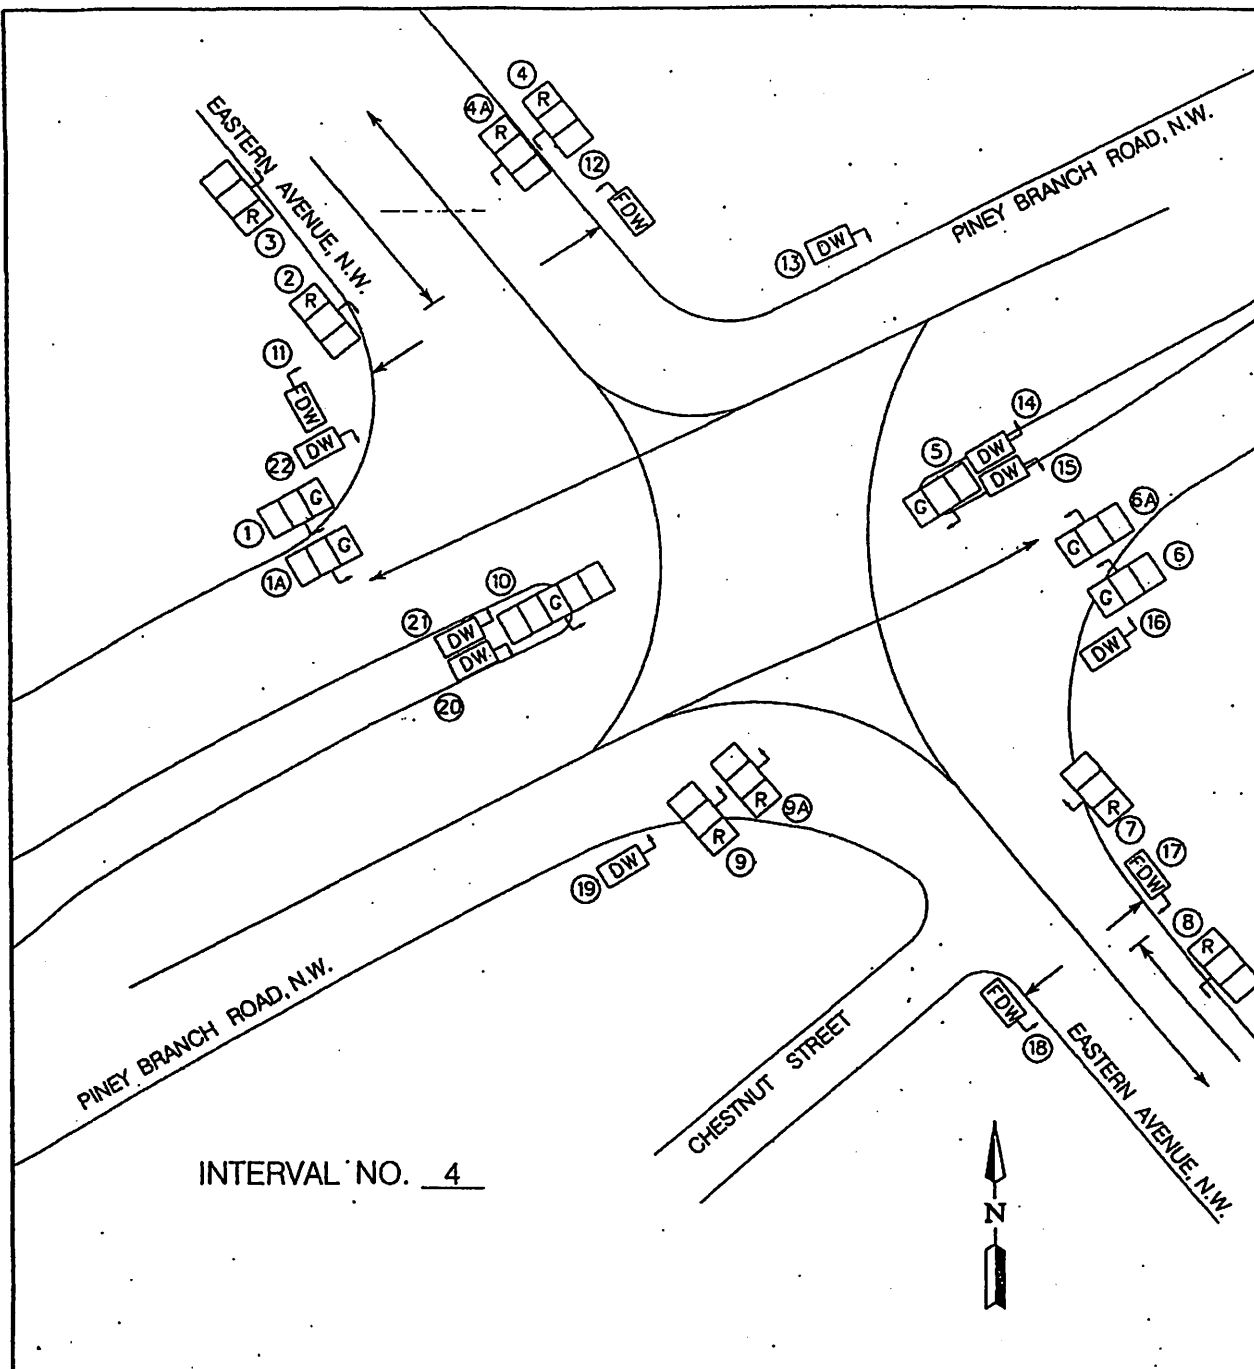 4
R
4A
R
12
FDW
EASTERN AVENUE, N.W.
R
3
PINEY BRANCH ROAD, N.W.
13
DW
2
R
11
FDW
22
DW
G
1
G
1A
14
DW
5
DW
15
G
6A
G
6
G
16
DW
10
G
21
DW
DW
20
R
9A
R
9
19
DW
R
7
17
FDW
8
R
FDW
18
PINEY BRANCH ROAD, N.W.
CHESTNUT STREET
EASTERN AVENUE, N.W.
INTERVAL NO. 4
N